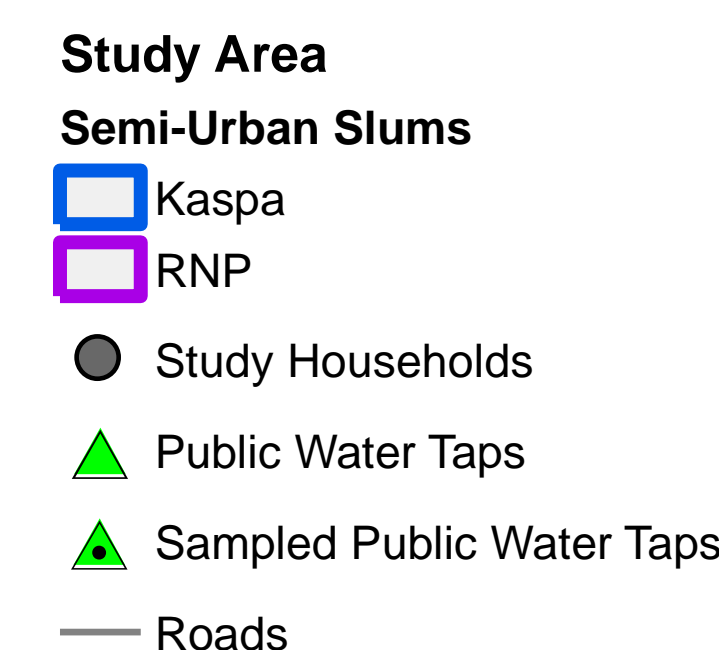 Study Area
Semi-Urban Slums
Kaspa
RNP
Study Households
Public Water Taps
Sampled Public Water Taps
Roads